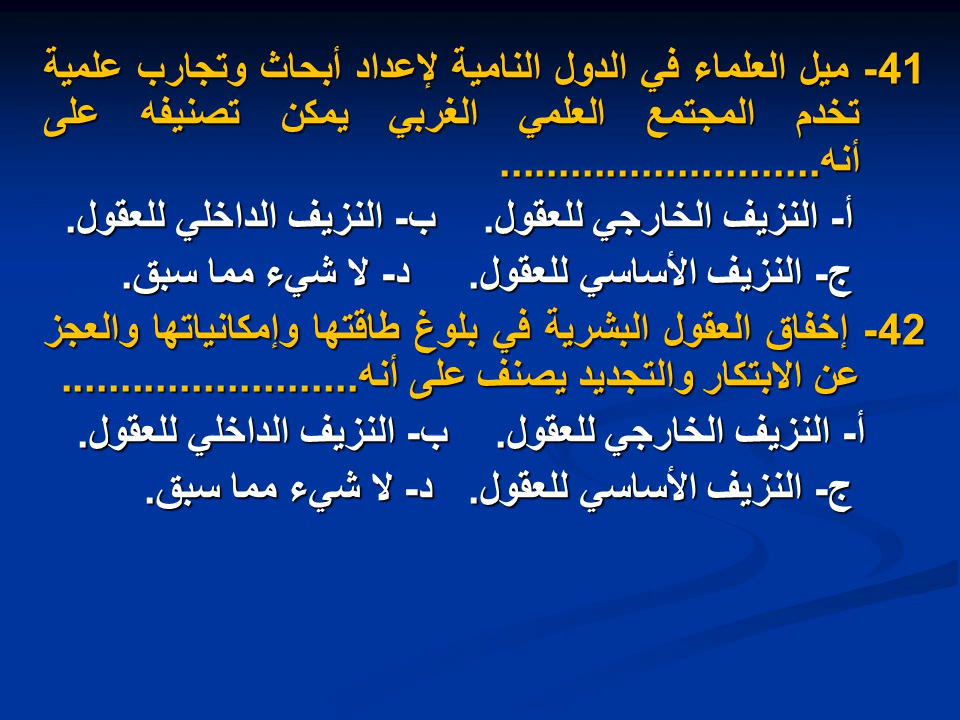 41- ميل العلماء في الدول النامية لإعداد أبحاث وتجارب علمية
تخدم المجتمع العلمي الغربي يمكن تصنيفه على
أنه...........................
أ- النزيف الخارجي للعقول. ب- النزيف الداخلي للعقول.
ج- النزيف الأساسي للعقول. د- لا شيء مما سبق.
42- إخفاق العقول البشرية في بلوغ طاقتها وإمكانياتها والعجز
عن الابتكار والتجديد يصنف على أنه.........................
أ- النزيف الخارجي للعقول. ب- النزيف الداخلي للعقول.
ج- النزيف الأساسي للعقول. د- لا شيء مما سبق.